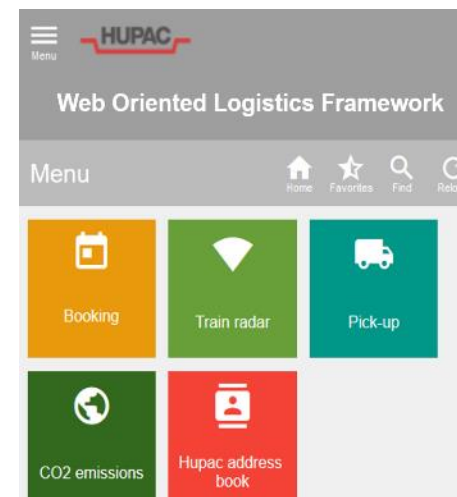 HUPAC
Menu
Web Oriented Logistics Framework
Menu
Home
Favorites
Find
Booking
Train radar
Pick-up
CO2 emissions
Hupac address
book